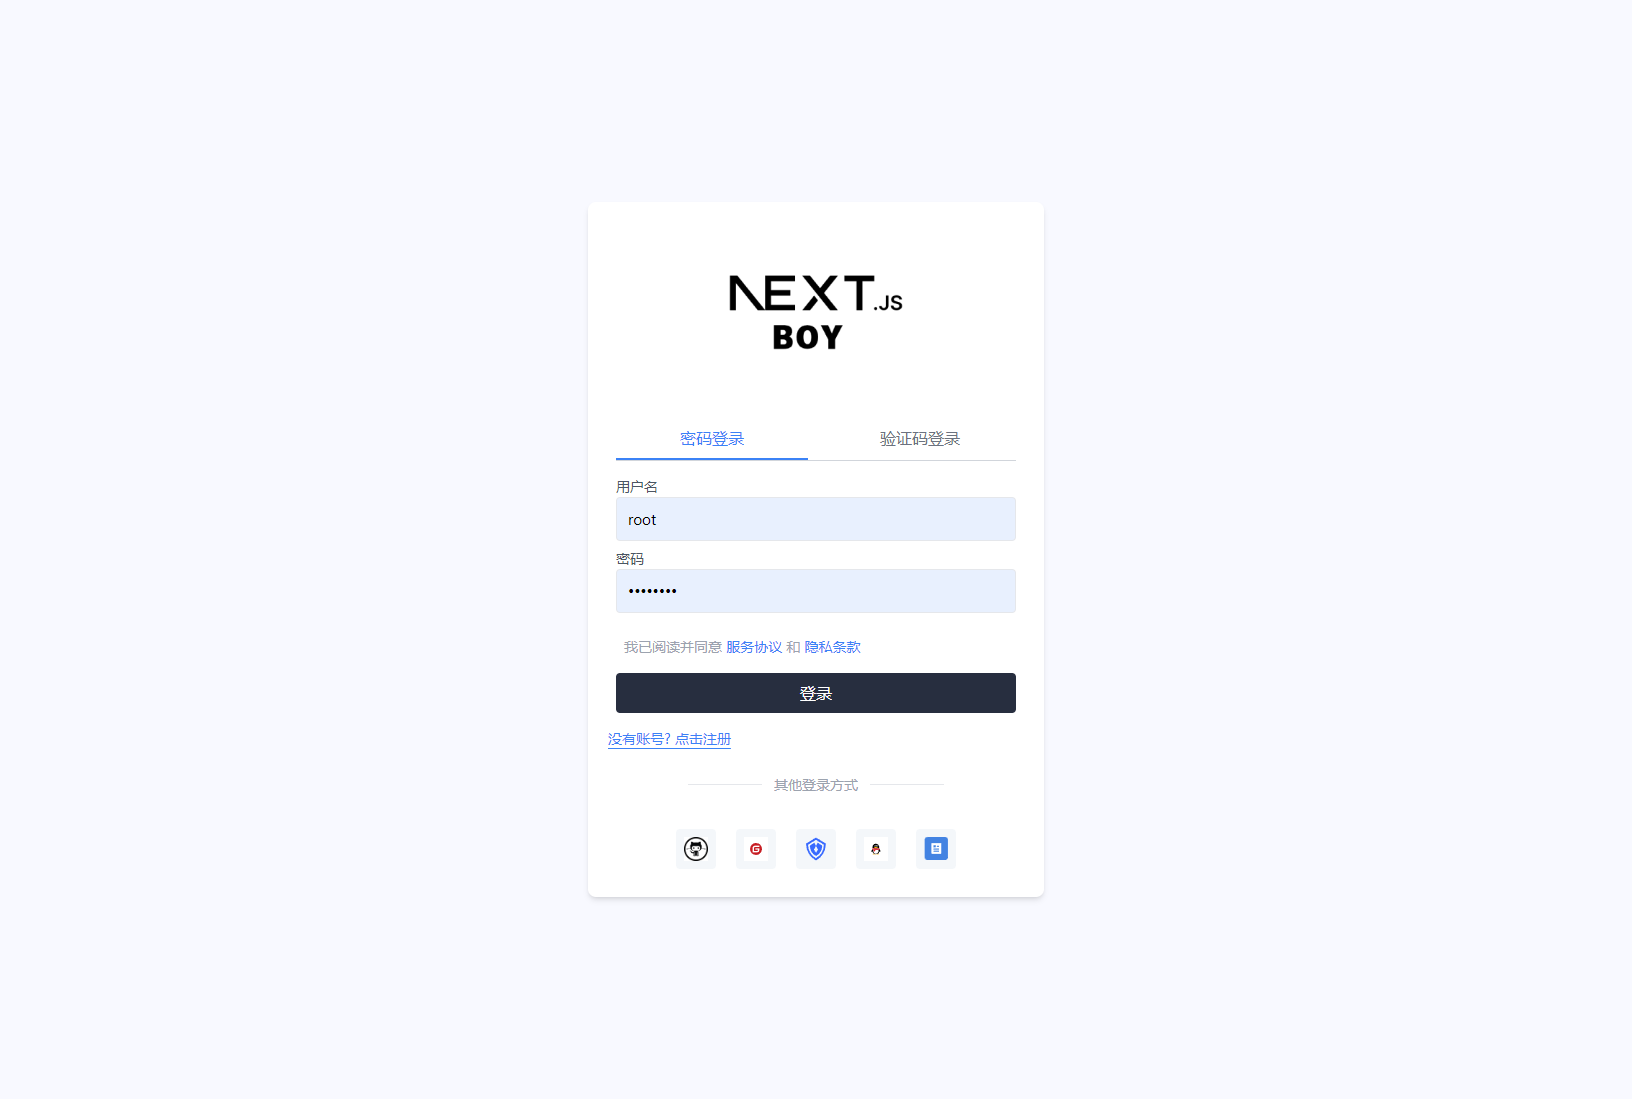 NEXT.JS
BOY
密码登录 验证码登录
用户名
root
密码
••••••••
我已阅读并同意 服务协议 和 隐私条款
登录
没有账号? 点击注册
其他登录方式
G